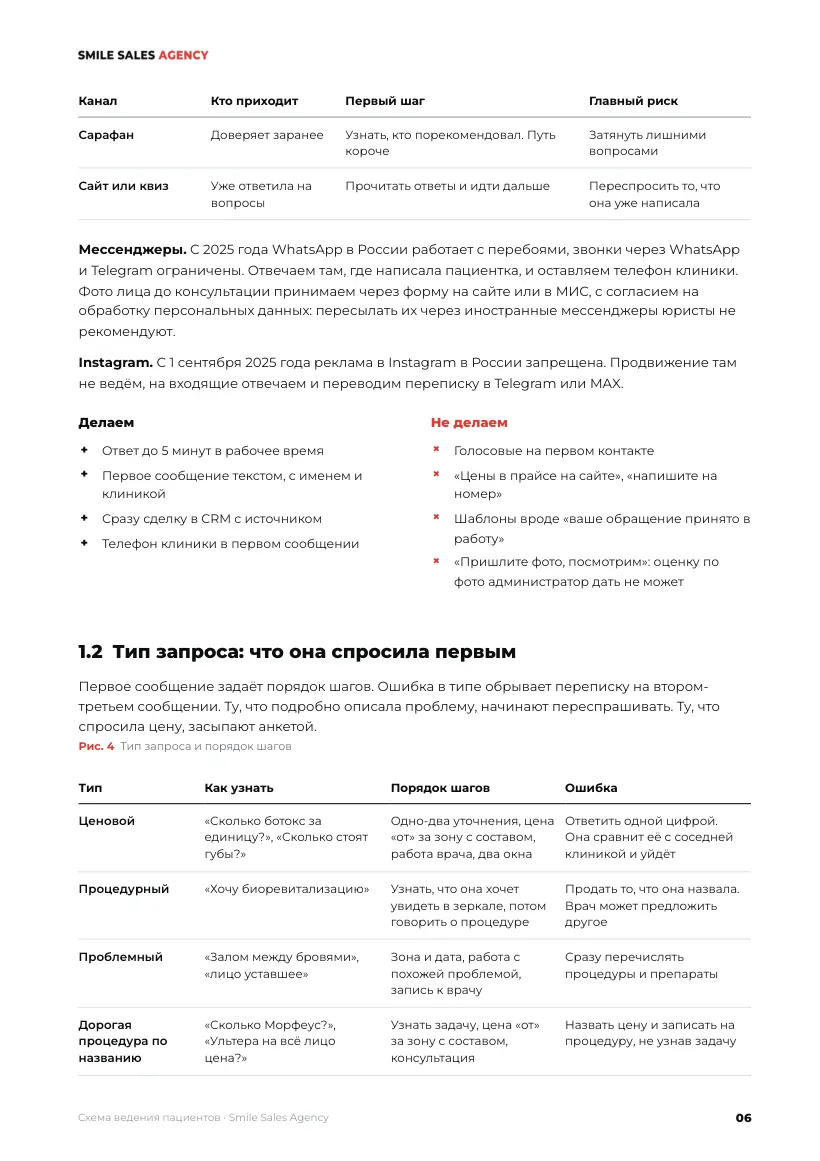 SMILE SALES AGENCY
Канал Кто приходит Первый шаг Главный риск
Сарафан Доверяет заранее Узнать, кто порекомендовал. Путь Затянуть лишними
короче вопросами
Сайт или квиз Уже ответила на Прочитать ответы и идти дальше Переспросить то, что
вопросы она уже написала
Мессенджеры. С 2025 года WhatsApp в России работает с перебоями, звонки через WhatsApp
и Telegram ограничены. Отвечаем там, где написала пациентка, и оставляем телефон клиники.
Фото лица до консультации принимаем через форму на сайте или в МИС, с согласием на
обработку персональных данных: пересылать их через иностранные мессенджеры юристы не
рекомендуют.
Instagram. С 1 сентября 2025 года реклама в Instagram в России запрещена. Продвижение там
не ведём, на входящие отвечаем и переводим переписку в Telegram или MAX.
Делаем
+ Ответ до 5 минут в рабочее время
+ Первое сообщение текстом, с именем и
клиникой
+ Сразу сделку в CRM с источником
+ Телефон клиники в первом сообщении
Не делаем
× Голосовые на первом контакте
× «Цены в прайсе на сайте», «напишите на
номер»
× Шаблоны вроде «ваше обращение принято в
работу»
× «Пришлите фото, посмотрим»: оценку по
фото администратор дать не может
1.2 Тип запроса: что она спросила первым
Первое сообщение задаёт порядок шагов. Ошибка в типе обрывает переписку на втором-
третьем сообщении. Ту, что подробно описала проблему, начинают переспрашивать. Ту, что
спросила цену, засыпают анкетой.
Рис. 4 Тип запроса и порядок шагов
Тип Как узнать Порядок шагов Ошибка
Ценовой «Сколько ботокс за Одно-два уточнения, цена Ответить одной цифрой.
единицу?», «Сколько стоят «от» за зону с составом, Она сравнит её с соседней
губы?» работа врача, два окна клиникой и уйдёт
Процедурный «Хочу биоревитализацию» Узнать, что она хочет Продать то, что она назвала.
увидеть в зеркале, потом Врач может предложить
говорить о процедуре другое
Проблемный «Залом между бровями», Зона и дата, работа с Сразу перечислять
«лицо уставшее» похожей проблемой, процедуры и препараты
запись к врачу
Дорогая «Сколько Морфеус?», Узнать задачу, цена «от» Назвать цену и записать на
процедура по «Ультера на всё лицо за зону с составом, процедуру, не узнав задачу
названию цена?» консультация
Схема ведения пациентов · Smile Sales Agency 06